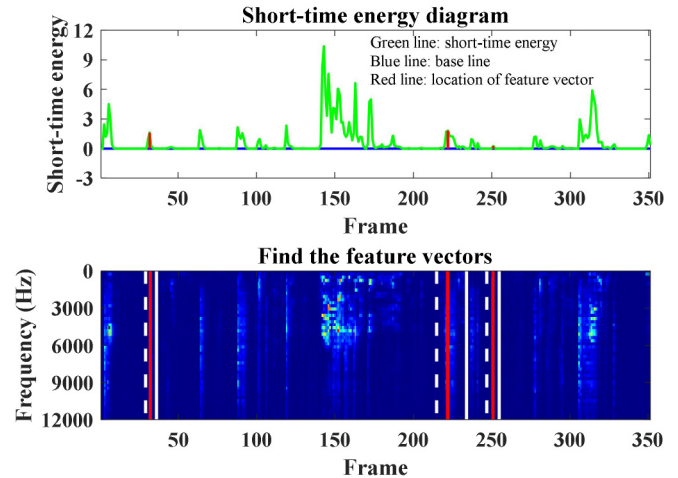 Short-time energy diagram
Short-time energy
12
9
6
3
0
-3
Green line: short-time energy
Blue line: base line
Red line: location of feature vector
50 100 150 200 250 300 350
Frame
Find the feature vectors
Frequency (Hz)
0
3000
6000
9000
12000
50 100 150 200 250 300 350
Frame